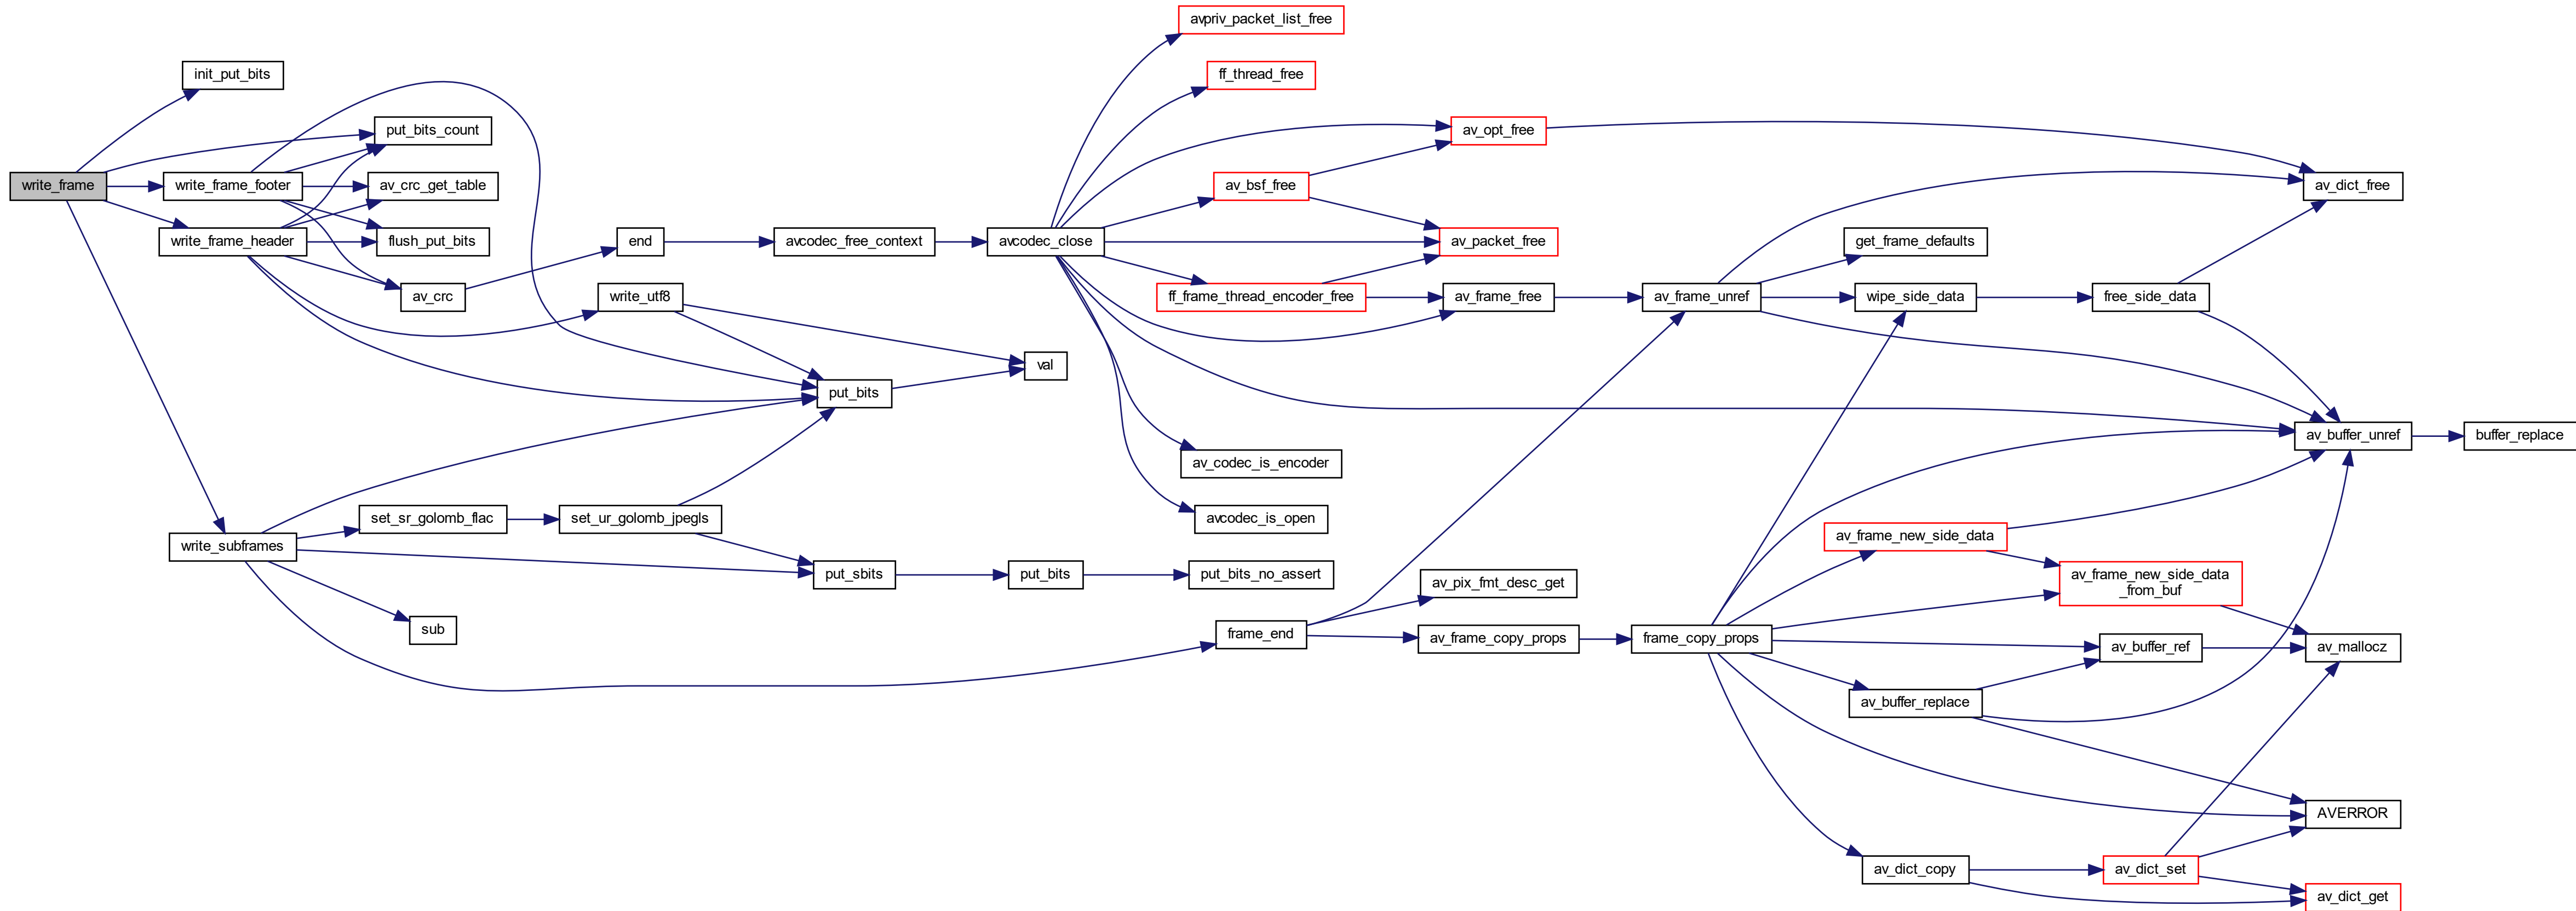 avpriv_packet_list_free
init_put_bits
ff_thread_free
put_bits_count
av_opt_free
write_frame
write_frame_footer
av_crc_get_table
av_bsf_free
av_dict_free
write_frame_header
flush_put_bits
end
avcodec_free_context
avcodec_close
av_packet_free
get_frame_defaults
av_crc
write_utf8
ff_frame_thread_encoder_free
av_frame_free
av_frame_unref
wipe_side_data
free_side_data
val
put_bits
av_buffer_unref
buffer_replace
av_codec_is_encoder
set_sr_golomb_flac
set_ur_golomb_jpegls
avcodec_is_open
write_subframes
av_frame_new_side_data
put_sbits
put_bits
put_bits_no_assert
av_pix_fmt_desc_get
av_frame_new_side_data
_from_buf
sub
frame_end
av_frame_copy_props
frame_copy_props
av_buffer_ref
av_mallocz
av_buffer_replace
AVERROR
av_dict_copy
av_dict_set
av_dict_get